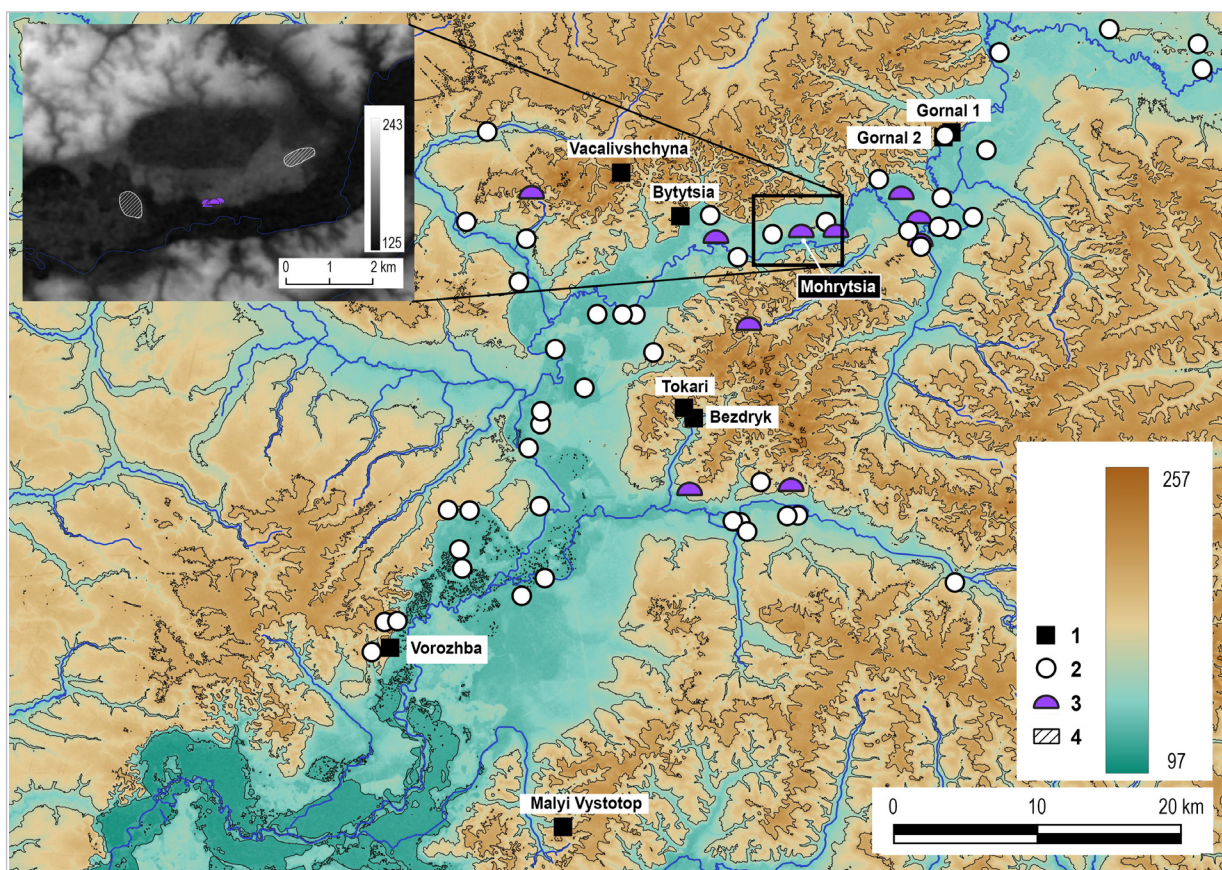 243
125
0 1 2 km
Gornal 1
Gornal 2
Vacalivshchyna
Bytytsia
Mohrytsia
Tokari
Bezdryk
Vorozhba
Malyi Vystotop
257
97
1
2
3
4
0 10 20 km